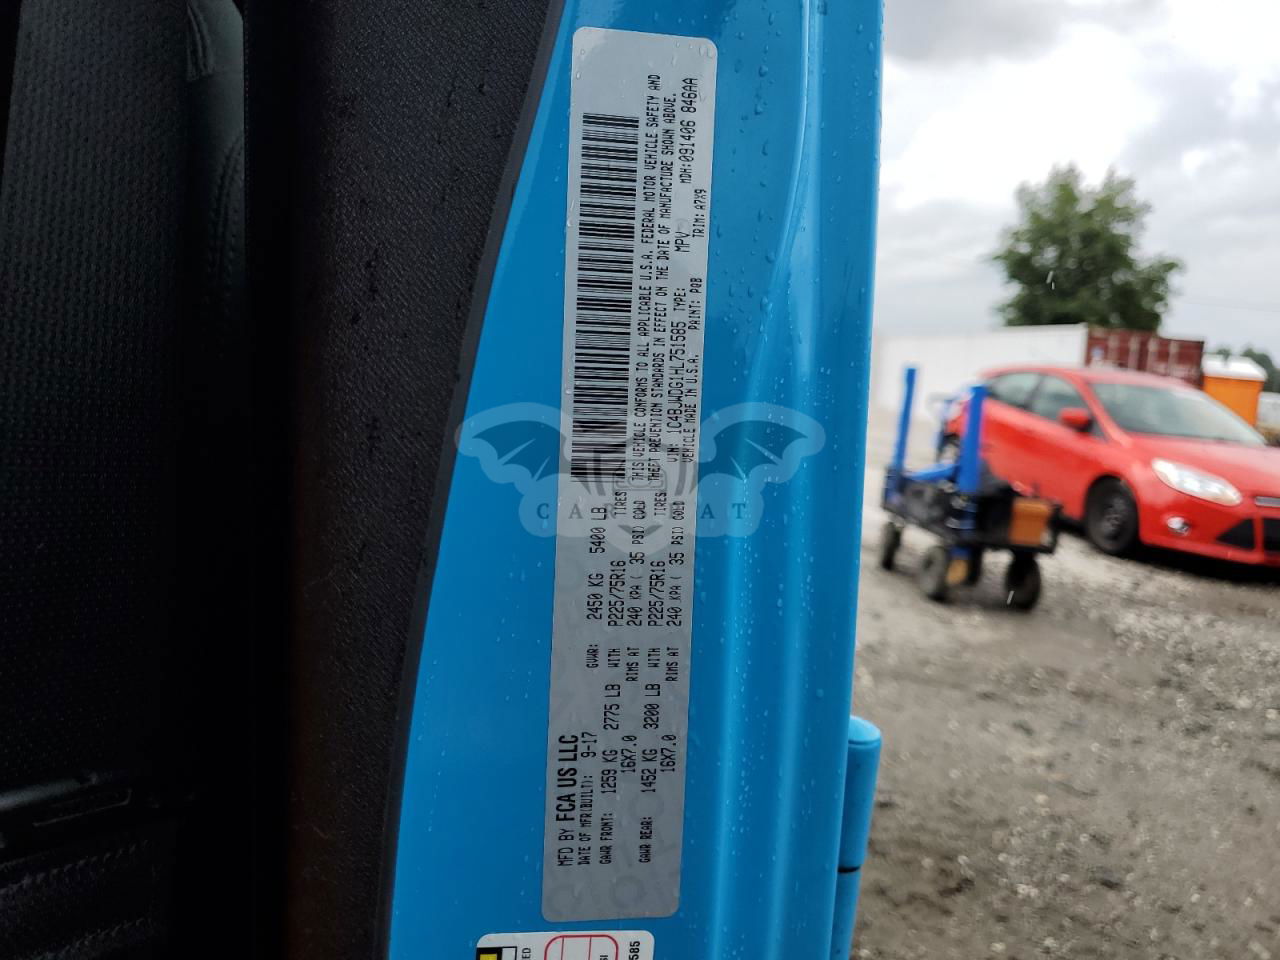 MFD BY FCA US LLC
DATE OF MFR(BUILT): 9-17 GVWR: 2450 KG 5400 LB
GAWR FRONT: 1259 KG 2775 LB WITH P225/75R16 TIRES
16X7.0 RIMS AT 240 KPA ( 35 PSI) COLD
GAWR REAR: 1452 KG 3200 LB WITH P225/75R16 TIRES
16X7.0 RIMS AT 240 KPA ( 35 PSI) COLD
THIS VEHICLE CONFORMS TO ALL APPLICABLE U.S.A. FEDERAL MOTOR VEHICLE SAFETY AND
THEFT PREVENTION STANDARDS IN EFFECT ON THE DATE OF MANUFACTURE SHOWN ABOVE.
VIN: 1C4BJWDG1HL751585 TYPE: MPV MDH:091406 846AA
VEHICLE MADE IN U.S.A. PAINT: PQB TRIM: A7X9
585